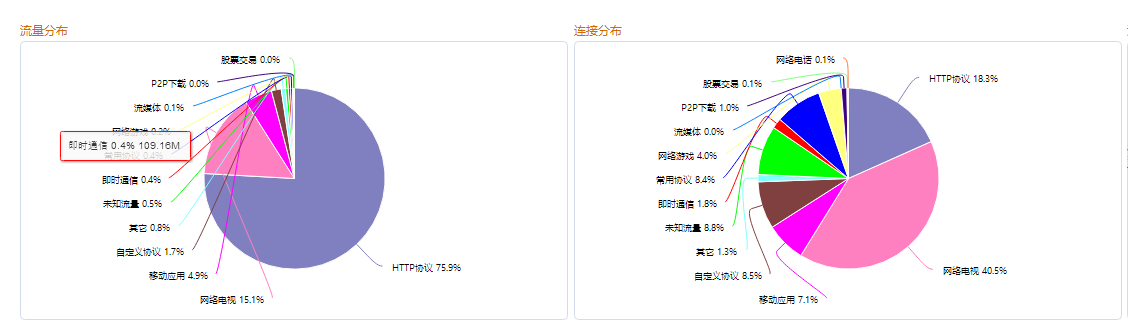 流量分布
股票交易 0.0%
P2P下载 0.0%
流媒体 0.1%
网络游戏 0.2%
即时通信 0.4% 109.16M
常用协议 0.4%
即时通信 0.4%
未知流量 0.5%
其它 0.8%
自定义协议 1.7%
移动应用 4.9%
网络电视 15.1%
HTTP协议 75.9%
连接分布
网络电话 0.1%
股票交易 0.1%
P2P下载 1.0%
流媒体 0.0%
网络游戏 4.0%
常用协议 8.4%
即时通信 1.8%
未知流量 8.8%
其它 1.3%
自定义协议 8.5%
移动应用 7.1%
HTTP协议 18.3%
网络电视 40.5%